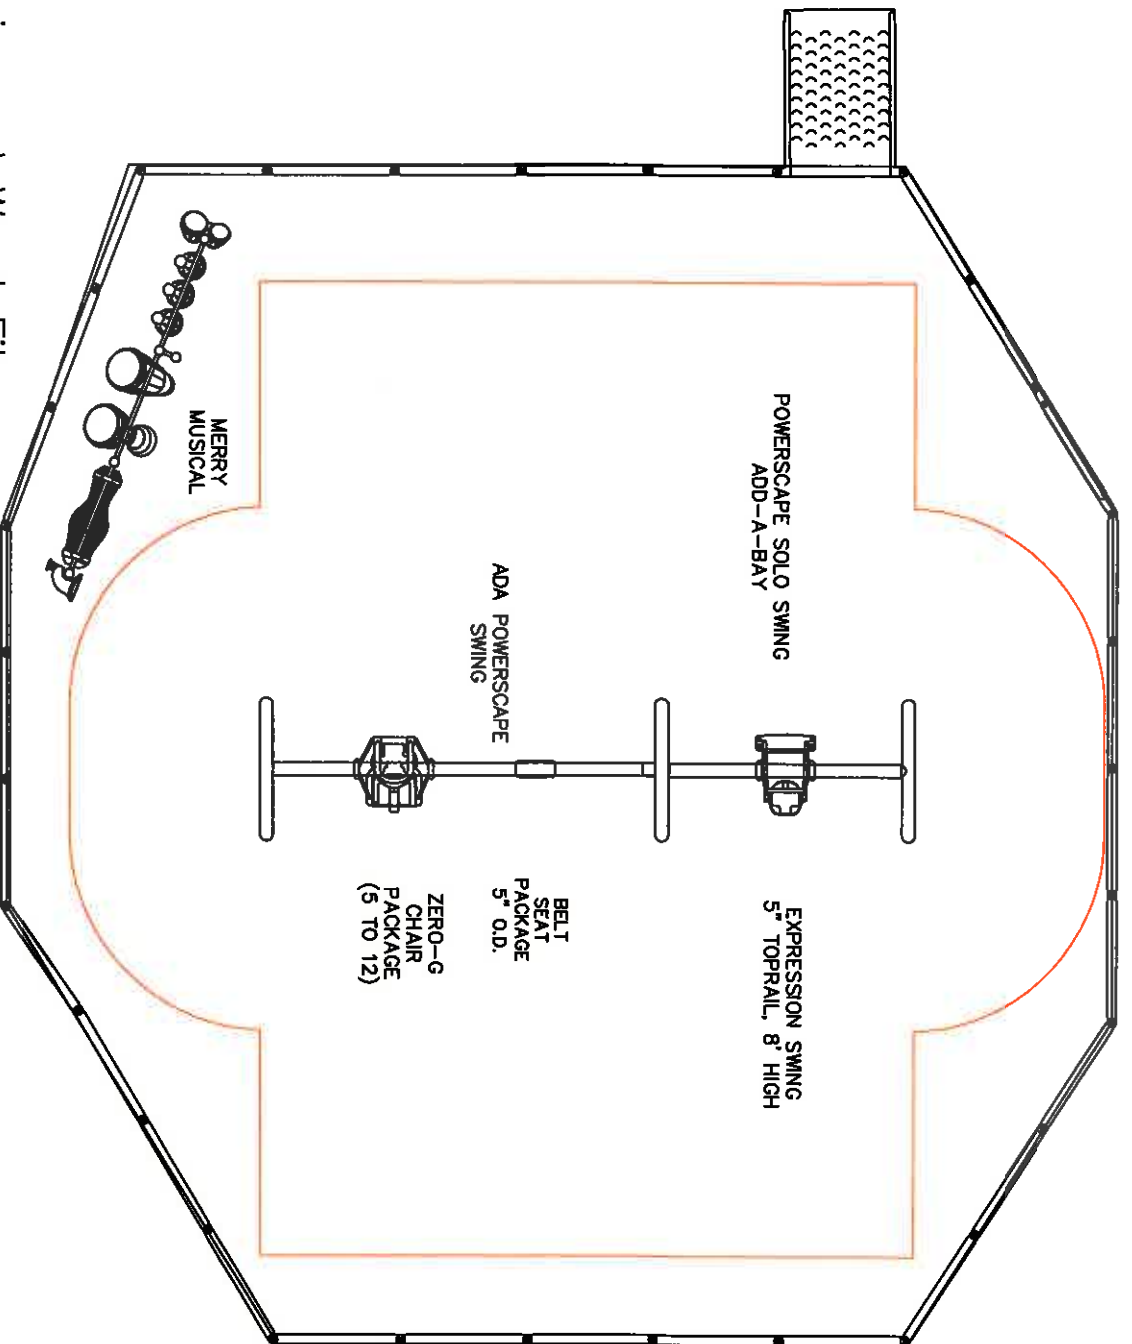 POWERSCAPE SOLO SWING
ADD-A-BAY
EXPRESSION SWING
5" TOPRAIL, 8' HIGH
ADA POWERSCAPE
SWING
BELT
SEAT
PACKAGE
5" O.D.
ZERO-G
CHAIR
PACKAGE
(5 TO 12)
MERRY
MUSICAL